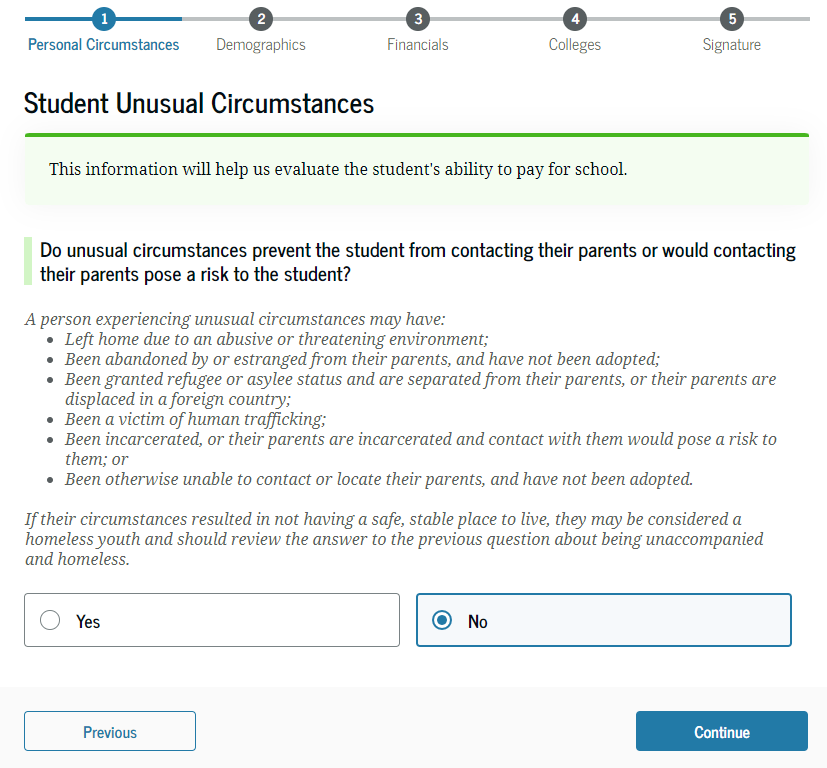 1 2 3 4 5
Personal Circumstances Demographics Financials Colleges Signature
Student Unusual Circumstances
This information will help us evaluate the student's ability to pay for school.
Do unusual circumstances prevent the student from contacting their parents or would contacting
their parents pose a risk to the student?
A person experiencing unusual circumstances may have:
• Left home due to an abusive or threatening environment;
• Been abandoned by or estranged from their parents, and have not been adopted;
• Been granted refugee or asylee status and are separated from their parents, or their parents are
displaced in a foreign country;
• Been a victim of human trafficking;
• Been incarcerated, or their parents are incarcerated and contact with them would pose a risk to
them; or
• Been otherwise unable to contact or locate their parents, and have not been adopted.
If their circumstances resulted in not having a safe, stable place to live, they may be considered a
homeless youth and should review the answer to the previous question about being unaccompanied
and homeless.
Yes No
Previous Continue